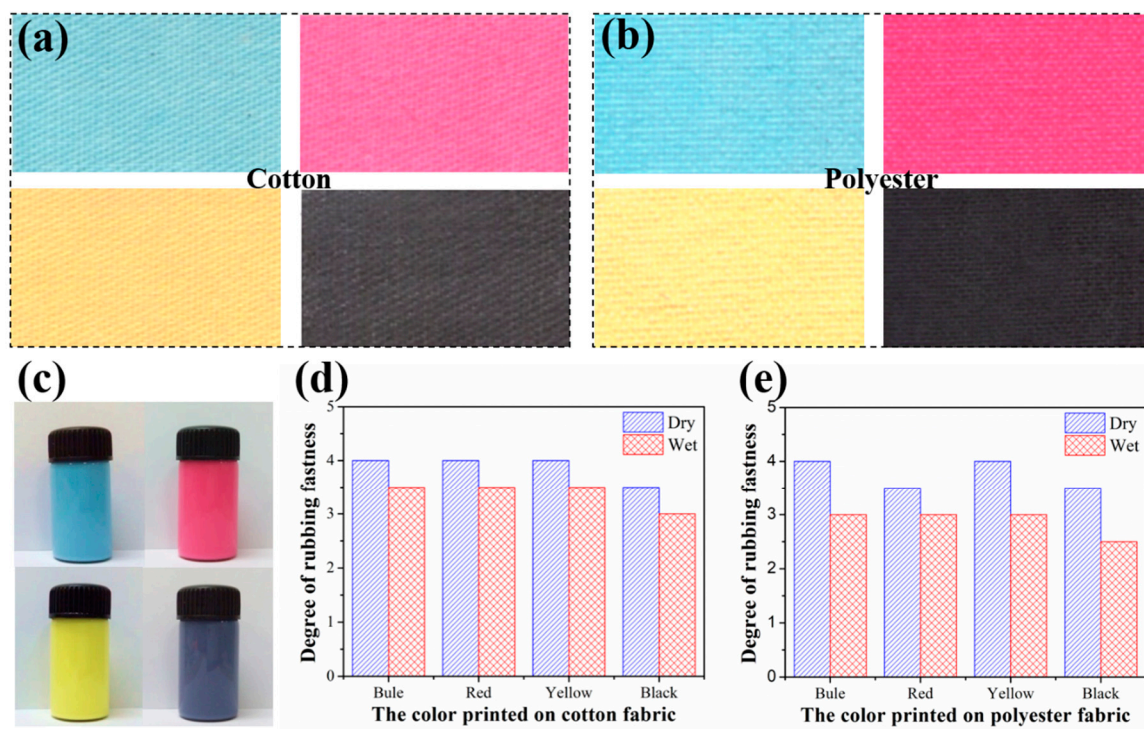 (a)
Cotton
(b)
Polyester
(c)
(d)
5
4
3
2
1
0
Degree of rubbing fastness
Dry
Wet
Bule Red Yellow Black
The color printed on cotton fabric
(e)
5
4
3
2
1
0
Degree of rubbing fastness
Dry
Wet
Bule Red Yellow Black
The color printed on polyester fabric